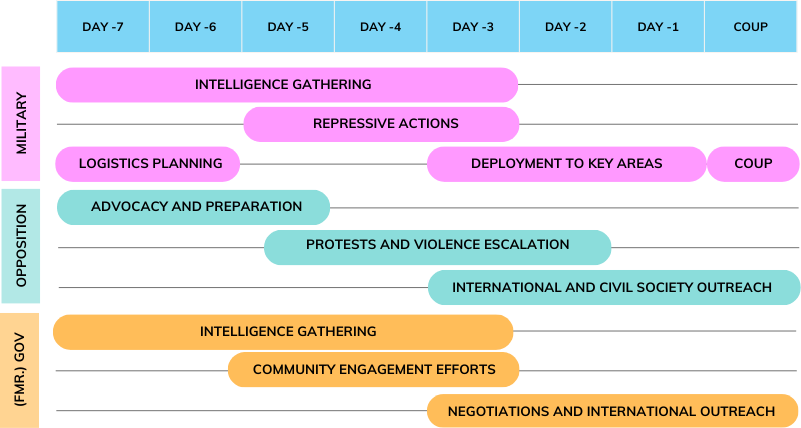 DAY -7
DAY -6
DAY -5
DAY -4
DAY -3
DAY -2
DAY -1
COUP
MILITARY
INTELLIGENCE GATHERING
REPRESSIVE ACTIONS
LOGISTICS PLANNING
DEPLOYMENT TO KEY AREAS
COUP
OPPOSITION
ADVOCACY AND PREPARATION
PROTESTS AND VIOLENCE ESCALATION
INTERNATIONAL AND CIVIL SOCIETY OUTREACH
(FMR.) GOV
INTELLIGENCE GATHERING
COMMUNITY ENGAGEMENT EFFORTS
NEGOTIATIONS AND INTERNATIONAL OUTREACH